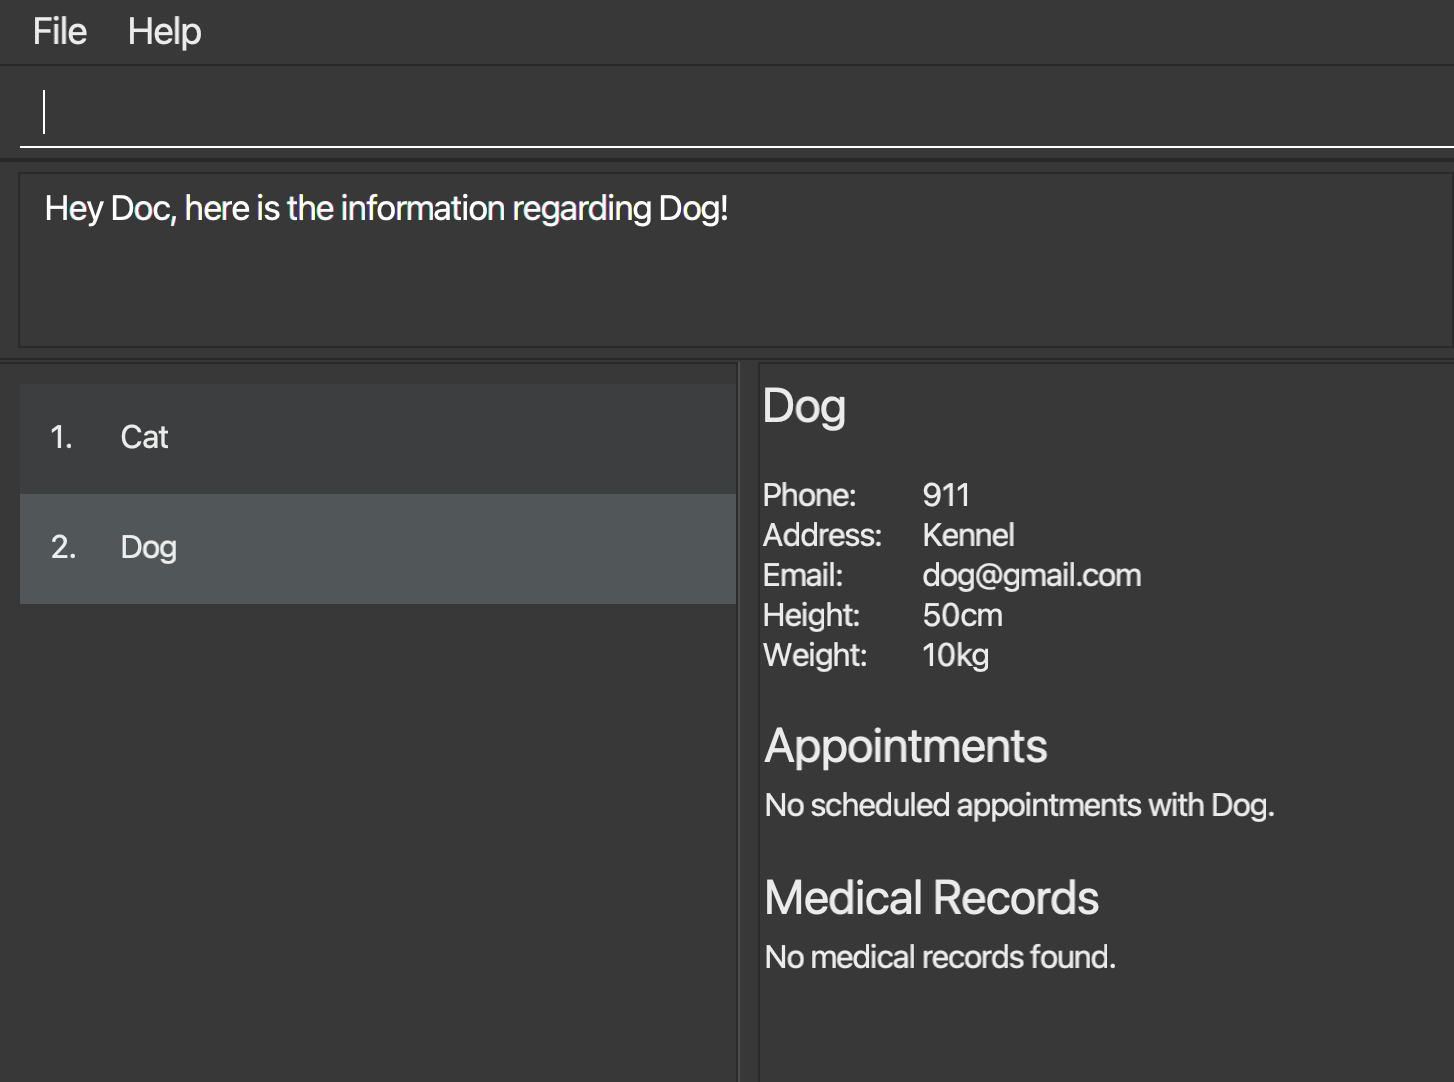 File Help
Hey Doc, here is the information regarding Dog!
1. Cat
2. Dog
Dog
Phone: 911
Address: Kennel
Email: dog@gmail.com
Height: 50cm
Weight: 10kg
Appointments
No scheduled appointments with Dog.
Medical Records
No medical records found.